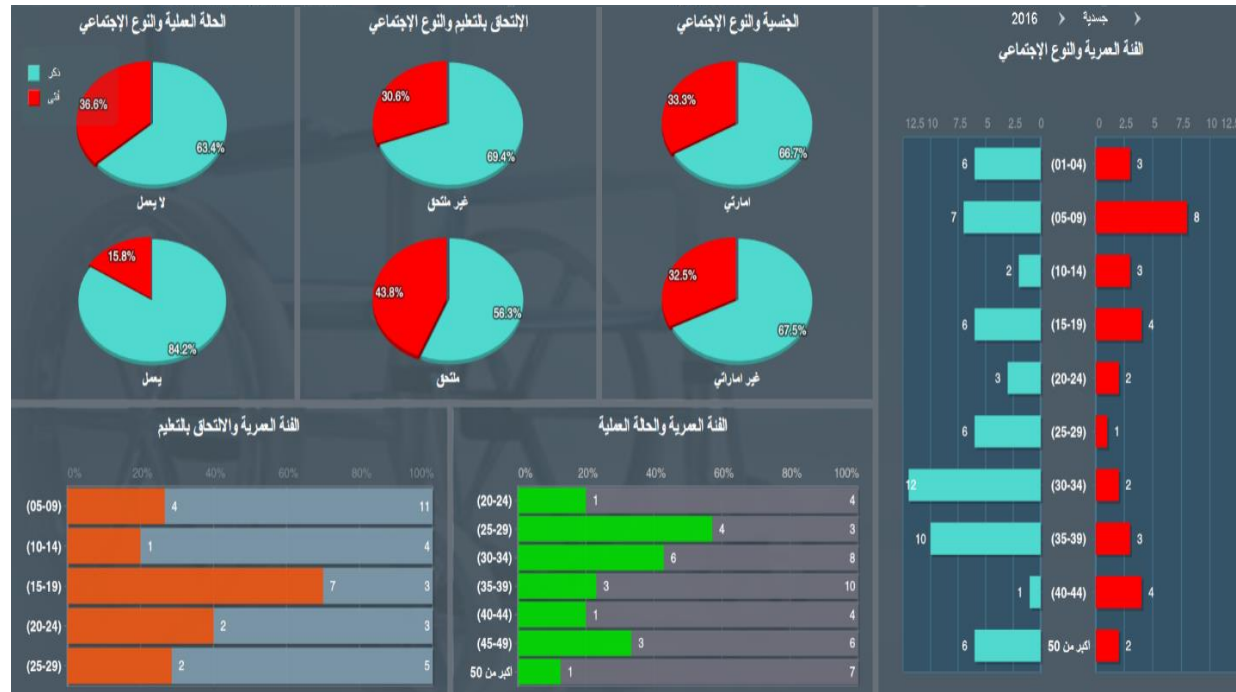 الحالة العملية والنوع الإجتماعي
ذكر
أنثى
36.6%
63.4%
لا يعمل
15.8%
84.2%
يعمل
الإلتحاق بالتعليم والنوع الإجتماعي
30.6%
69.4%
غير ملتحق
43.8%
56.3%
ملتحق
الجنسية والنوع الإجتماعي
33.3%
66.7%
اماراتي
32.5%
67.5%
غير اماراتي
2016 < جسدية <
الفئة العمرية والنوع الإجتماعي
12.5 10 7.5 5 2.5 0 0 2.5 5 7.5 10 12.5
6 (01-04) 3
7 (05-09) 8
2 (10-14) 3
6 (15-19) 4
3 (20-24) 2
6 (25-29) 1
12 (30-34) 2
10 (35-39) 3
1 (40-44) 4
6 اكبر من 50 2
الفئة العمرية والالتحاق بالتعليم
0% 20% 40% 60% 80% 100%
(05-09) 4 11
(10-14) 1 4
(15-19) 7 3
(20-24) 2 3
(25-29) 2 5
الفئة العمرية والحالة العملية
0% 20% 40% 60% 80% 100%
(20-24) 1 4
(25-29) 4 3
(30-34) 6 8
(35-39) 3 10
(40-44) 1 4
(45-49) 3 6
اكبر من 50 1 7